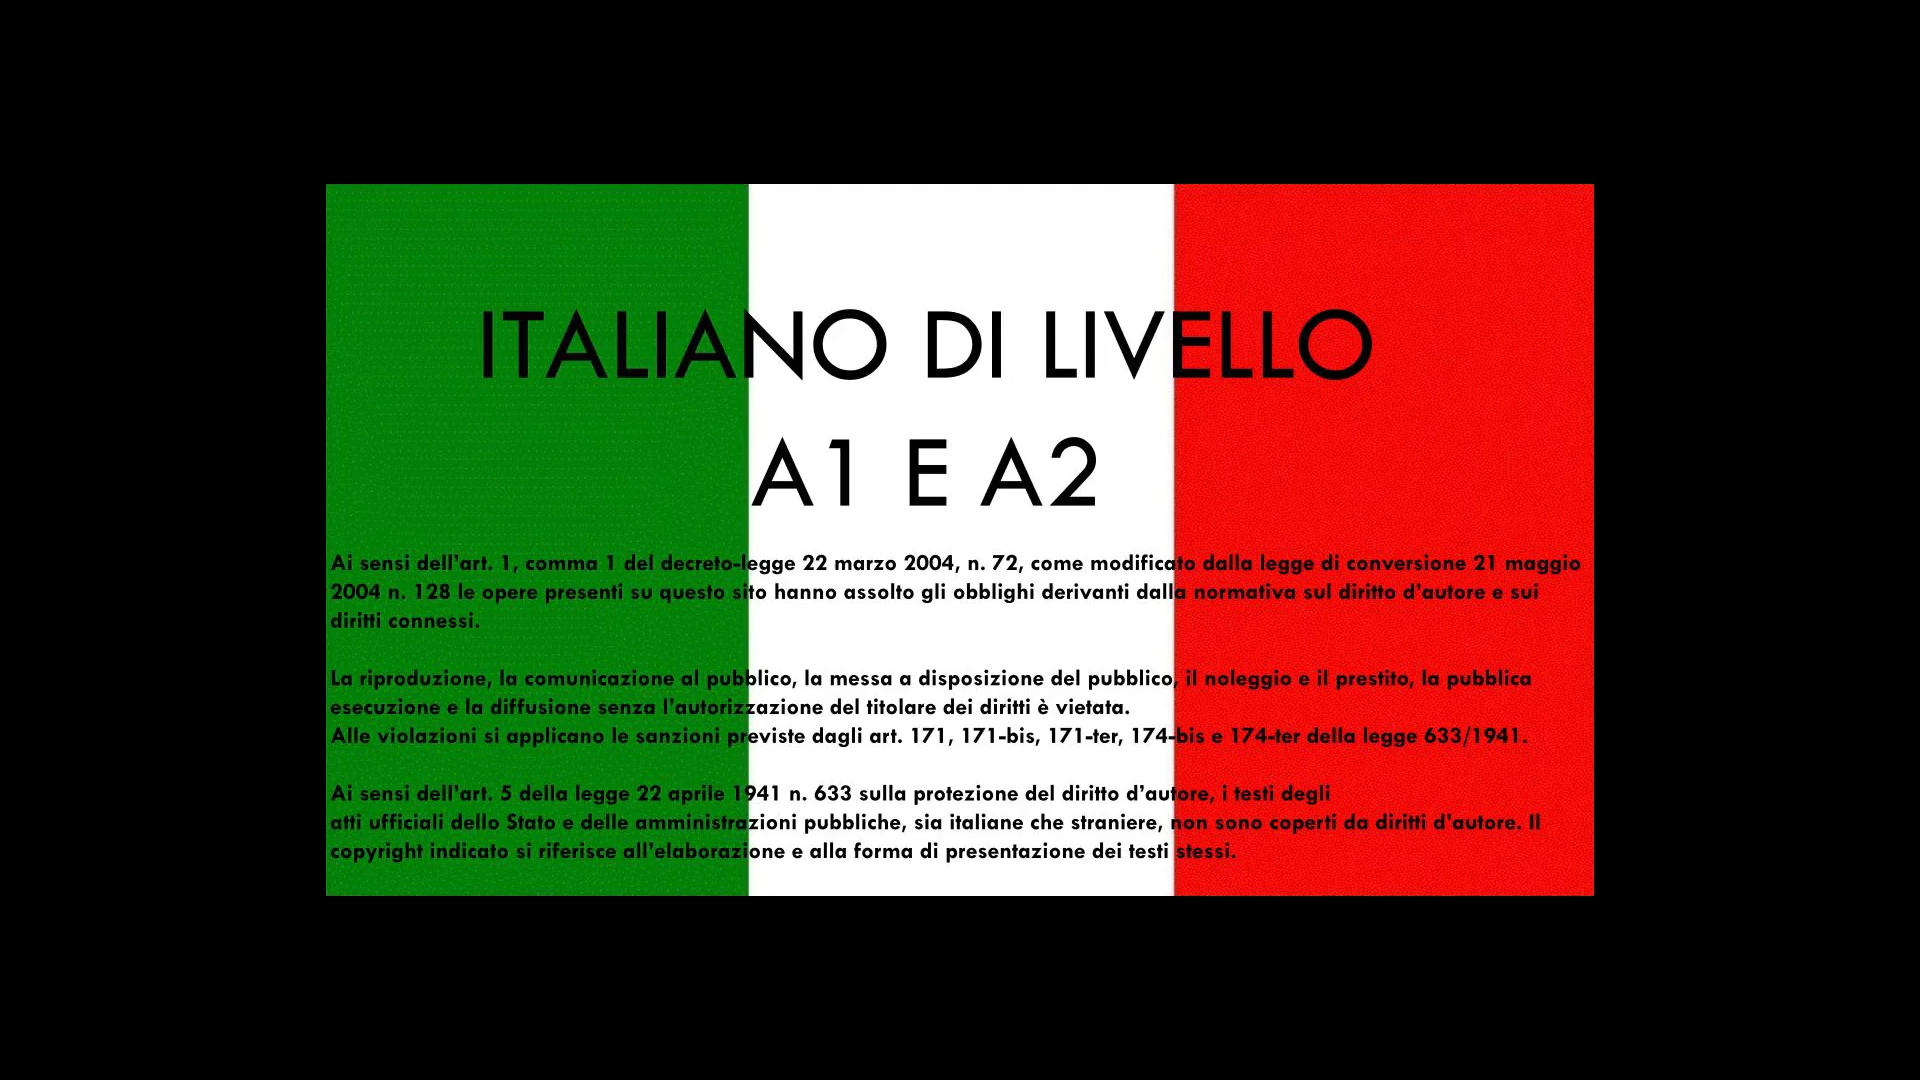 ITALIANO DI LIVELLO
A1 E A2
Ai sensi dell'art. 1, comma 1 del decreto-legge 22 marzo 2004, n. 72, come modificato dalla legge di conversione 21 maggio
2004 n. 128 le opere presenti su questo sito hanno assolto gli obblighi derivanti dalla normativa sul diritto d'autore e sui
diritti connessi.
La riproduzione, la comunicazione al pubblico, la messa a disposizione del pubblico, il noleggio e il prestito, la pubblica
esecuzione e la diffusione senza l'autorizzazione del titolare dei diritti è vietata.
Alle violazioni si applicano le sanzioni previste dagli art. 171, 171-bis, 171-ter, 174-bis e 174-ter della legge 633/1941.
Ai sensi dell'art. 5 della legge 22 aprile 1941 n. 633 sulla protezione del diritto d'autore, i testi degli
atti ufficiali dello Stato e delle amministrazioni pubbliche, sia italiane che straniere, non sono coperti da diritti d'autore. Il
copyright indicato si riferisce all'elaborazione e alla forma di presentazione dei testi stessi.